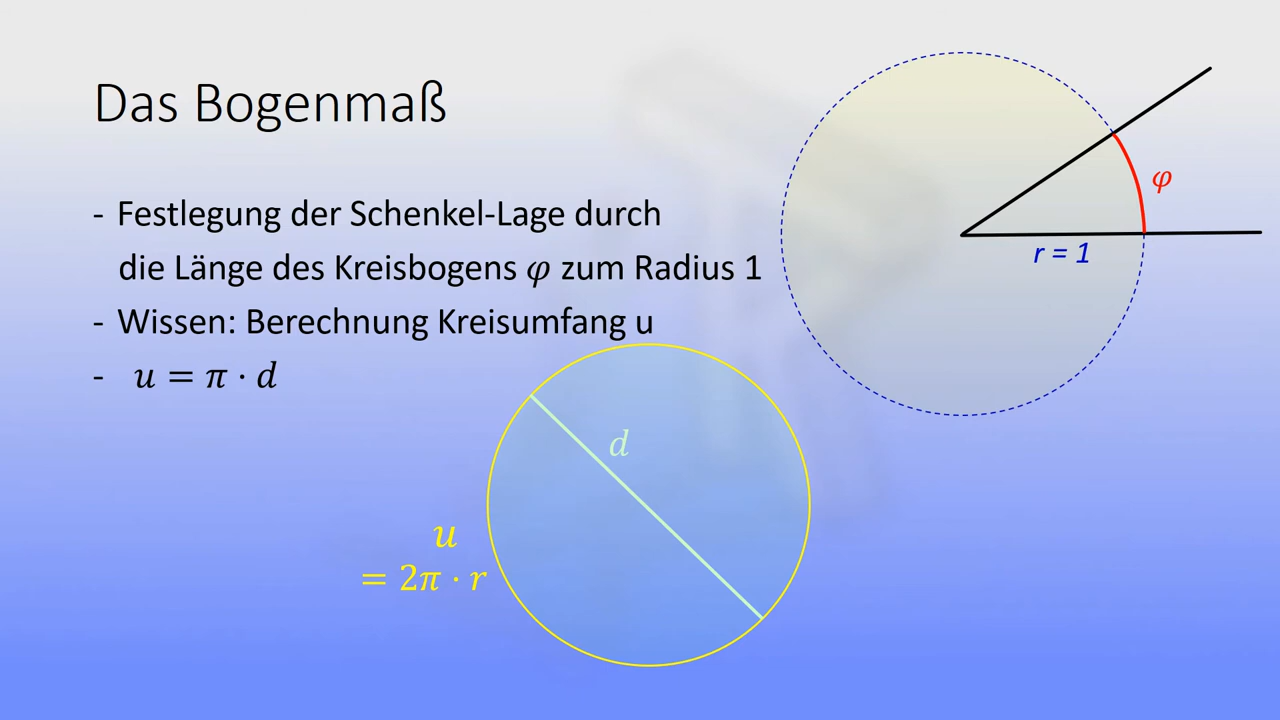 Das Bogenmaß
- Festlegung der Schenkel-Lage durch
die Länge des Kreisbogens φ zum Radius 1
- Wissen: Berechnung Kreisumfang u
- u = π · d
φ
r = 1
d
u
= 2π · r